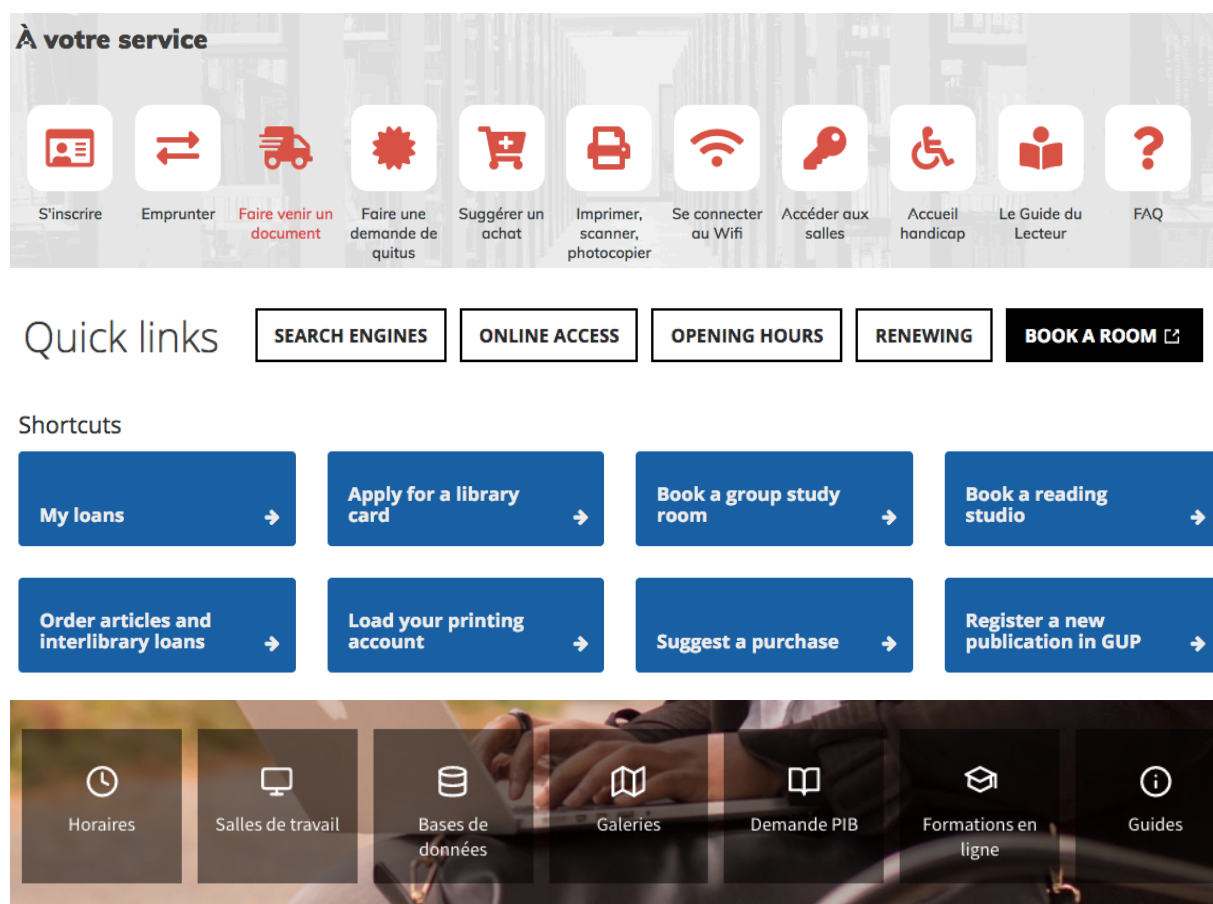 À votre service
S'inscrire
Emprunter
Faire venir un
document
Faire une
demande de
quitus
Suggérer un
achat
Imprimer,
scanner,
photocopier
Se connecter
au Wifi
Accéder aux
salles
Accueil
handicap
Le Guide du
Lecteur
FAQ
Quick links
SEARCH ENGINES
ONLINE ACCESS
OPENING HOURS
RENEWING
BOOK A ROOM
Shortcuts
My loans
Apply for a library
card
Book a group study
room
Book a reading
studio
Order articles and
interlibrary loans
Load your printing
account
Suggest a purchase
Register a new
publication in GUP
Horaires
Salles de travail
Bases de
données
Galeries
Demande PIB
Formations en
ligne
Guides